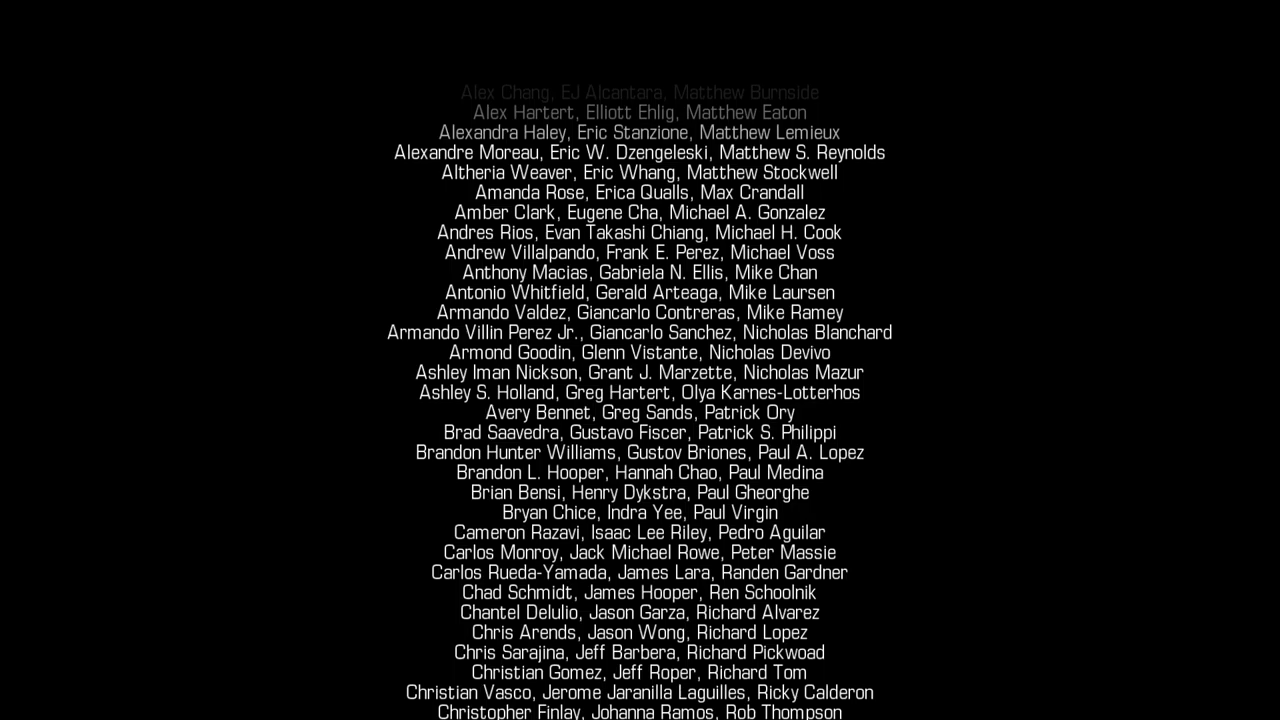 Alex Chang, EJ Alcantara, Matthew Burnside
Alex Hartert, Elliott Ehlig, Matthew Eaton
Alexandra Haley, Eric Stanzione, Matthew Lemieux
Alexandre Moreau, Eric W. Dzengeleski, Matthew S. Reynolds
Altheria Weaver, Eric Whang, Matthew Stockwell
Amanda Rose, Erica Qualls, Max Crandall
Amber Clark, Eugene Cha, Michael A. Gonzalez
Andres Rios, Evan Takashi Chiang, Michael H. Cook
Andrew Villalpando, Frank E. Perez, Michael Voss
Anthony Macias, Gabriela N. Ellis, Mike Chan
Antonio Whitfield, Gerald Arteaga, Mike Laursen
Armando Valdez, Giancarlo Contreras, Mike Ramey
Armando Villin Perez Jr., Giancarlo Sanchez, Nicholas Blanchard
Armond Goodin, Glenn Vistante, Nicholas Devivo
Ashley Iman Nickson, Grant J. Marzette, Nicholas Mazur
Ashley S. Holland, Greg Hartert, Olya Karnes-Lotterhos
Avery Bennet, Greg Sands, Patrick Ory
Brad Saavedra, Gustavo Fiscer, Patrick S. Philippi
Brandon Hunter Williams, Gustov Briones, Paul A. Lopez
Brandon L. Hooper, Hannah Chao, Paul Medina
Brian Bensi, Henry Dykstra, Paul Gheorghe
Bryan Chice, Indra Yee, Paul Virgin
Cameron Razavi, Isaac Lee Riley, Pedro Aguilar
Carlos Monroy, Jack Michael Rowe, Peter Massie
Carlos Rueda-Yamada, James Lara, Randen Gardner
Chad Schmidt, James Hooper, Ren Schoolnik
Chantel Delulio, Jason Garza, Richard Alvarez
Chris Arends, Jason Wong, Richard Lopez
Chris Sarajina, Jeff Barbera, Richard Pickwoad
Christian Gomez, Jeff Roper, Richard Tom
Christian Vasco, Jerome Jaranilla Laguilles, Ricky Calderon
Christopher Finlay, Johanna Ramos, Rob Thompson